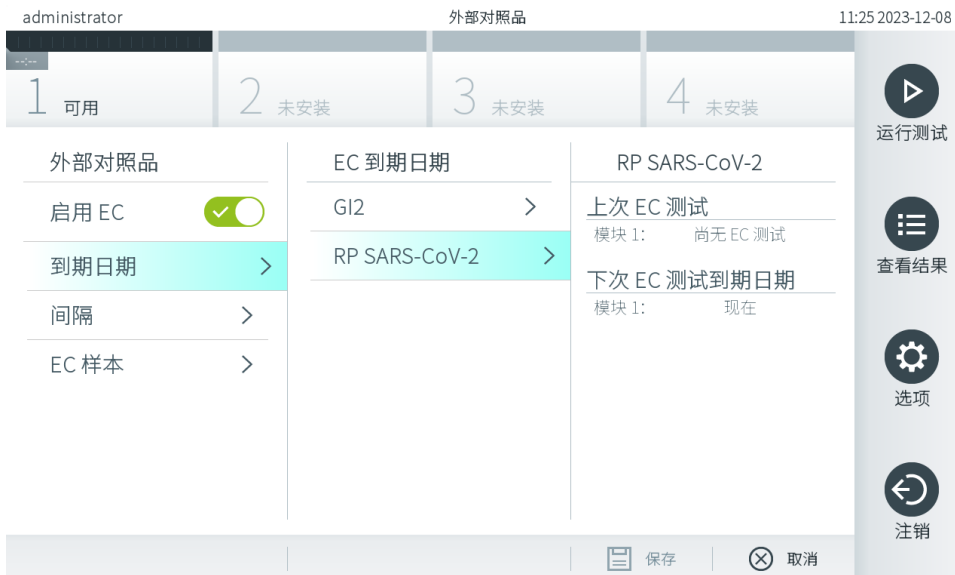 administrator
外部对照品
11:25 2023-12-08
--:--
1 可用
2 未安装
3 未安装
4 未安装
外部对照品
启用 EC
到期日期
间隔
EC 样本
EC 到期日期
GI2
RP SARS-CoV-2
RP SARS-CoV-2
上次 EC 测试
模块 1: 尚无 EC 测试
下次 EC 测试到期日期
模块 1: 现在
运行测试
查看结果
选项
注销
保存
取消